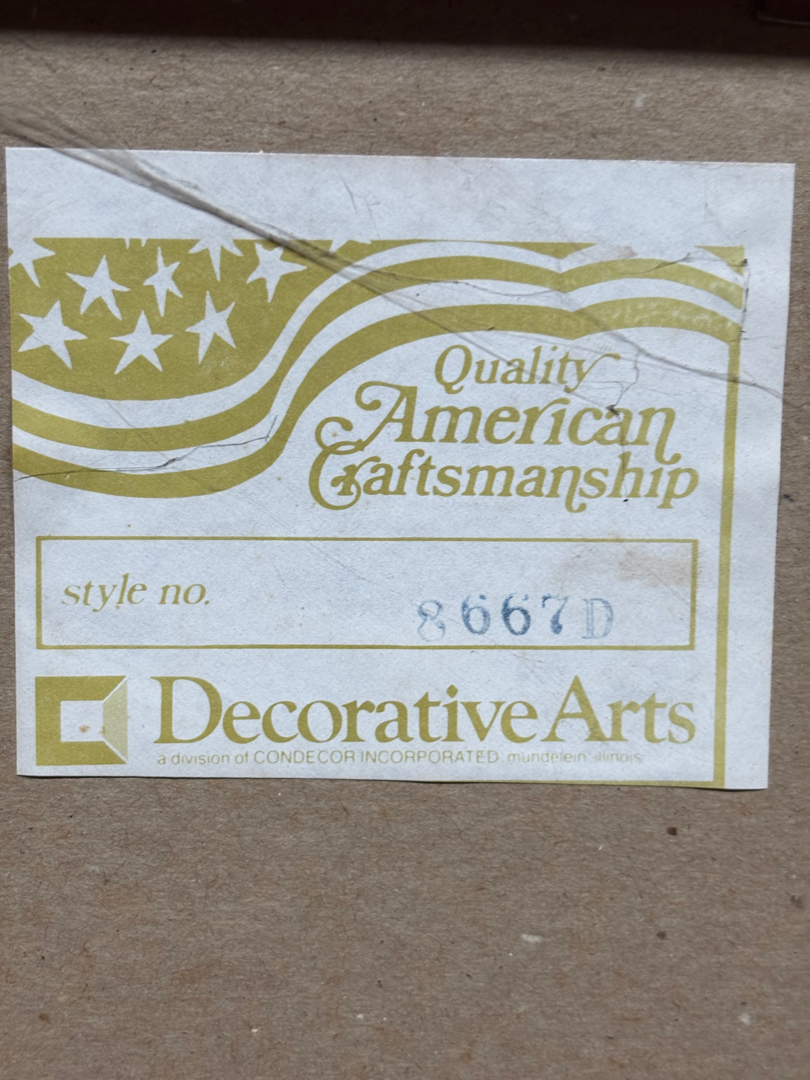 Quality
American
Craftsmanship
style no. 8667D
Decorative Arts
a division of CONDECOR INCORPORATED mundelein illinois